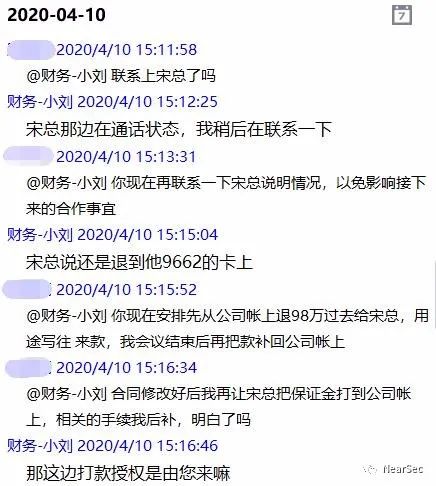 2020-04-10
7
2020/4/10 15:11:58
@财务-小刘 联系上宋总了吗
财务-小刘 2020/4/10 15:12:25
宋总那边在通话状态，我稍后在联系一下
2020/4/10 15:13:31
@财务-小刘 你现在再联系一下宋总说明情况，以免影响接下
来的合作事宜
财务-小刘 2020/4/10 15:15:04
宋总说还是退到他9662的卡上
2020/4/10 15:15:52
@财务-小刘 你现在安排先从公司帐上退98万过去给宋总，用
途写往 来款，我会议结束后再把款补回公司帐上
2020/4/10 15:16:34
@财务-小刘 合同修改好后我再让宋总把保证金打到公司帐
上，相关的手续我后补，明白了吗
财务-小刘 2020/4/10 15:16:46
那这边打款授权是由您来嘛
NearSec